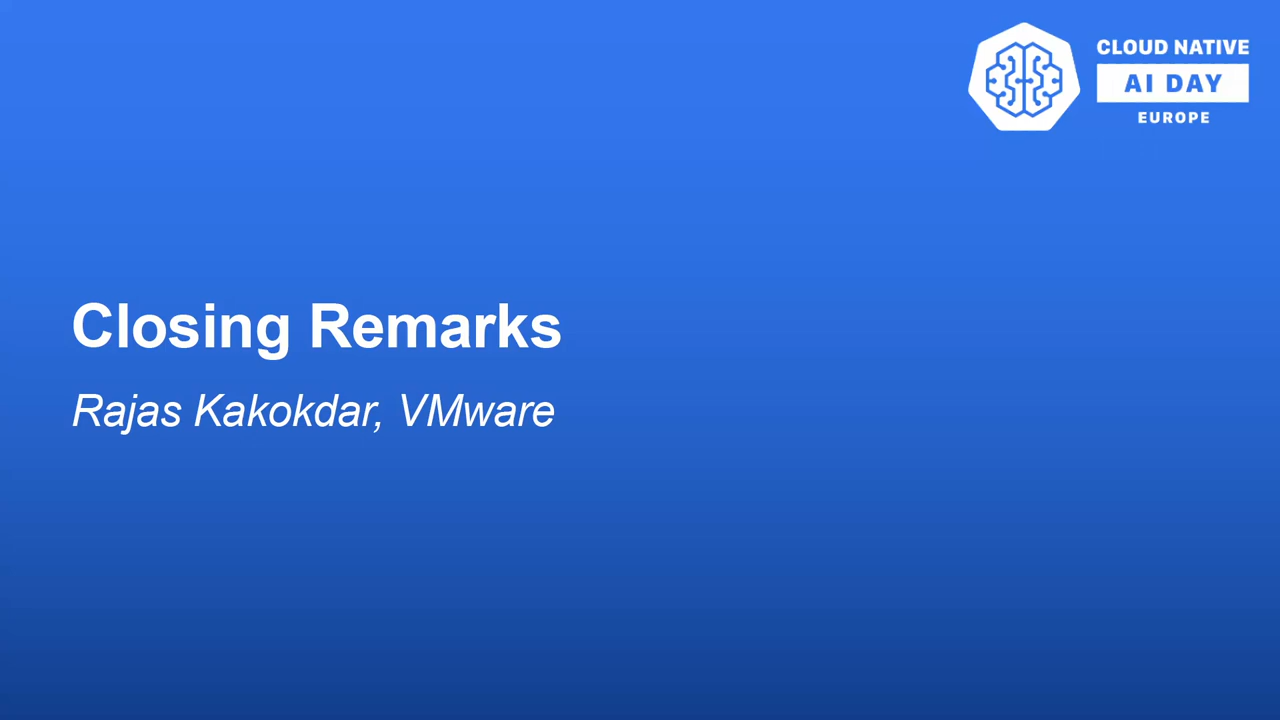 CLOUD NATIVE
AI DAY
EUROPE
Closing Remarks
Rajas Kakokdar, VMware